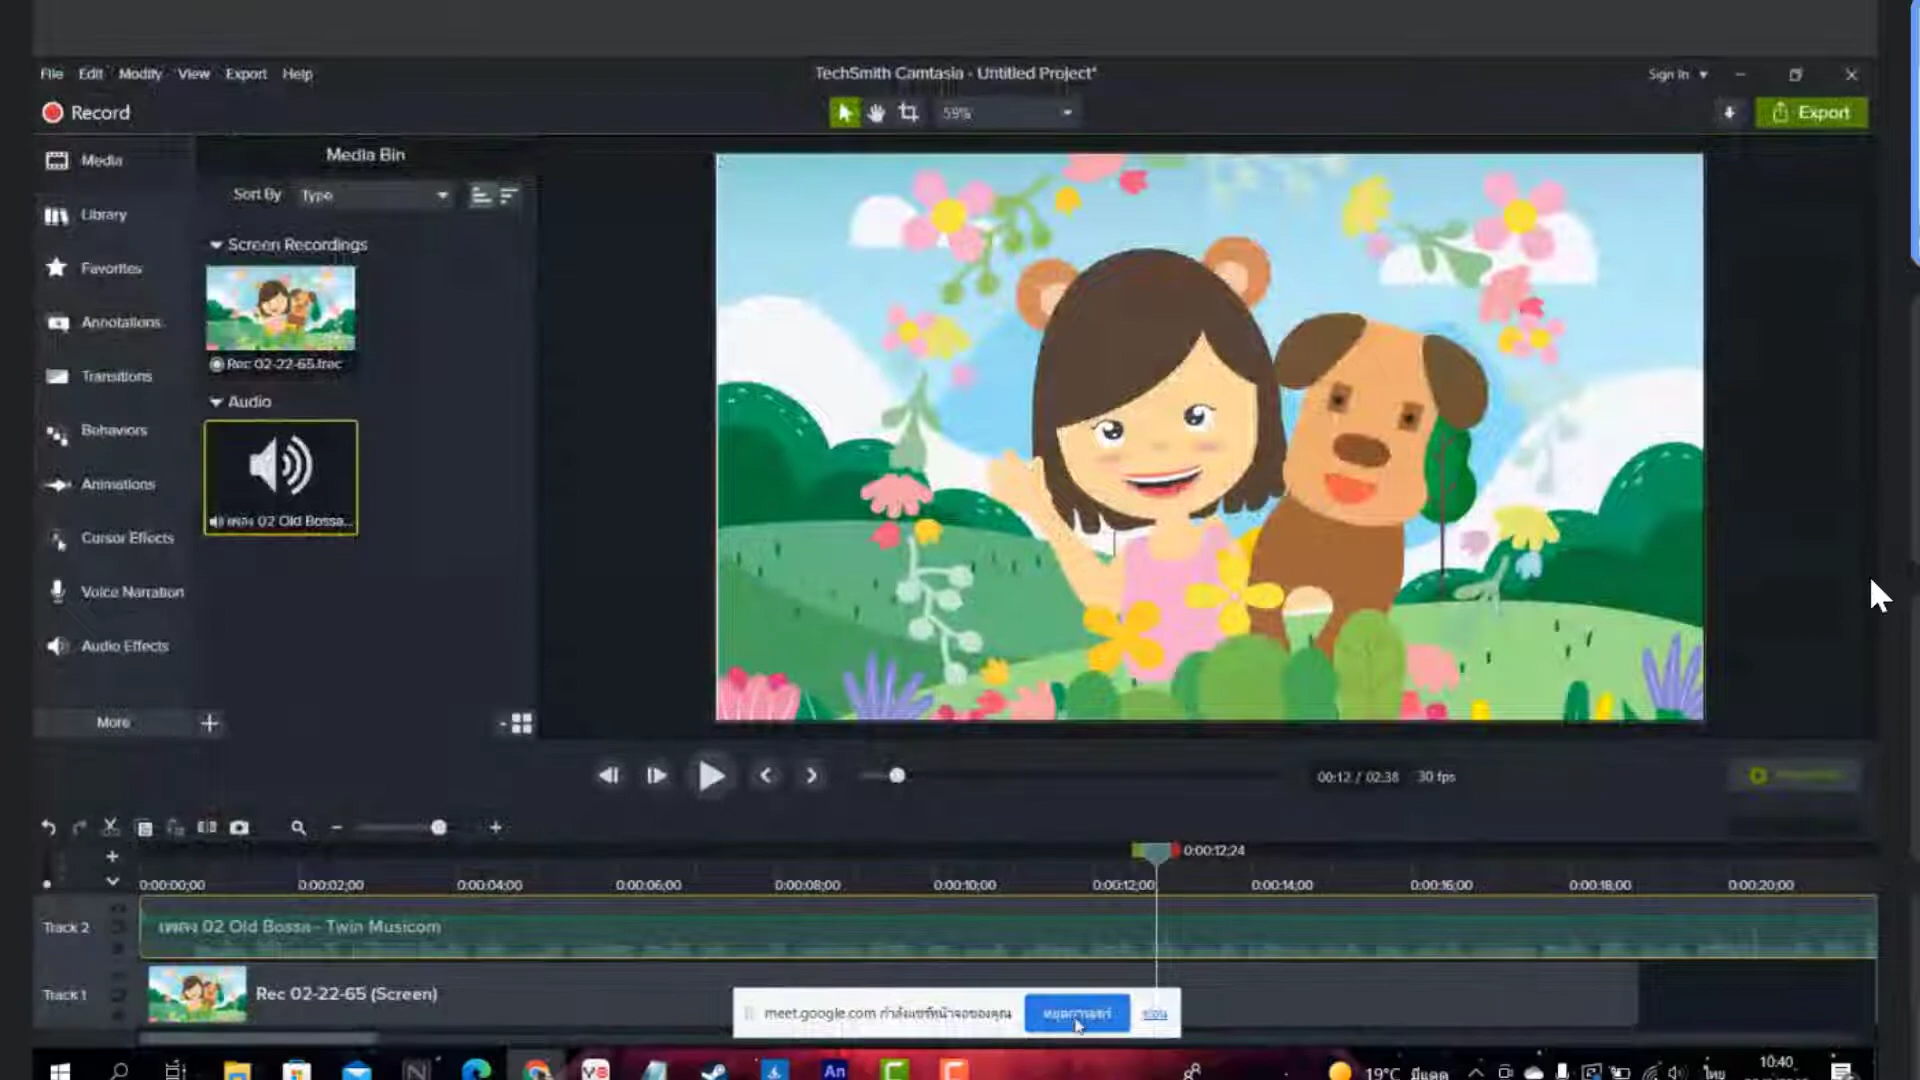 File Edit Modify View Export Help
TechSmith Camtasia - Untitled Project*
Sign In
Record
59%
Export
Media
Library
Favorites
Annotations
Transitions
Behaviors
Animations
Cursor Effects
Voice Narration
Audio Effects
More
Media Bin
Sort By Type
Screen Recordings
Rec 02-22-65.trec
Audio
เพลง 02 Old Bossa...
00:12 / 02:38 30 fps
0:00:12;24
0:00:00;00 0:00:02;00 0:00:04;00 0:00:06;00 0:00:08;00 0:00:10;00 0:00:12;00 0:00:14;00 0:00:16;00 0:00:18;00 0:00:20;00
Track 2
เพลง 02 Old Bossa - Twin Musicom
Track 1
Rec 02-22-65 (Screen)
meet.google.com กำลังแชร์หน้าจอของคุณ
หยุดการแชร์
ซ่อน
An
19°C มีแดด
ไทย
10:40